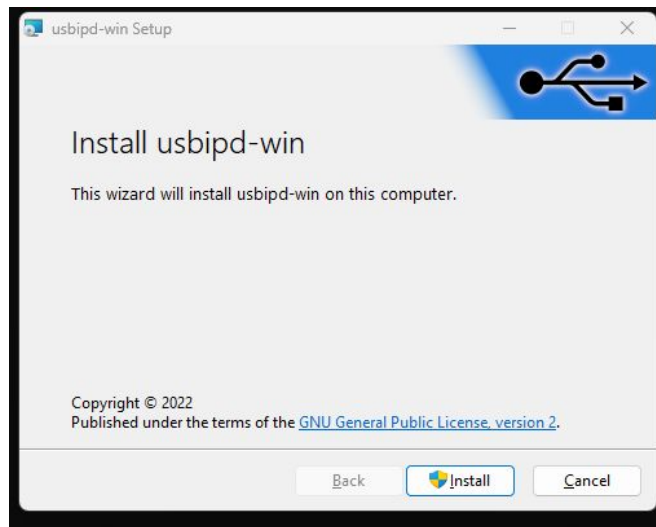 usbipd-win Setup
Install usbipd-win
This wizard will install usbipd-win on this computer.
Copyright © 2022
Published under the terms of the GNU General Public License, version 2.
Back
Install
Cancel